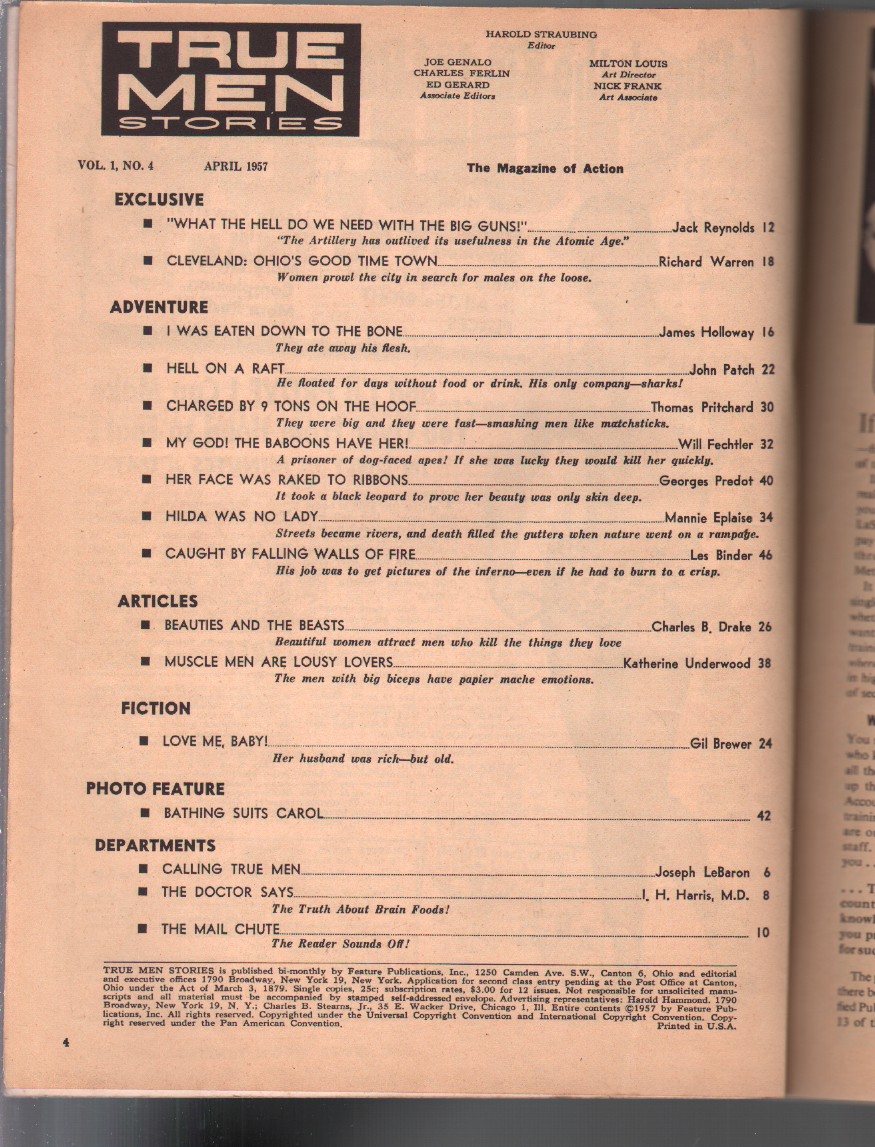 TRUE
MEN
STORIES
HAROLD STRAUBING
Editor
JOE GENALO
CHARLES FERLIN
ED GERARD
Associate Editors
MILTON LOUIS
Art Director
NICK FRANK
Art Associate
VOL. 1, NO. 4 APRIL 1957 The Magazine of Action
EXCLUSIVE
■ "WHAT THE HELL DO WE NEED WITH THE BIG GUNS!" Jack Reynolds 12
"The Artillery has outlived its usefulness in the Atomic Age."
■ CLEVELAND: OHIO'S GOOD TIME TOWN Richard Warren 18
Women prowl the city in search for males on the loose.
ADVENTURE
■ I WAS EATEN DOWN TO THE BONE James Holloway 16
They ate away his flesh.
■ HELL ON A RAFT John Patch 22
He floated for days without food or drink. His only company—sharks!
■ CHARGED BY 9 TONS ON THE HOOF Thomas Pritchard 30
They were big and they were fast—smashing men like matchsticks.
■ MY GOD! THE BABOONS HAVE HER! Will Fechtler 32
A prisoner of dog-faced apes! If she was lucky they would kill her quickly.
■ HER FACE WAS RAKED TO RIBBONS Georges Predot 40
It took a black leopard to prove her beauty was only skin deep.
■ HILDA WAS NO LADY Mannie Eplaise 34
Streets became rivers, and death filled the gutters when nature went on a rampage.
■ CAUGHT BY FALLING WALLS OF FIRE Les Binder 46
His job was to get pictures of the inferno—even if he had to burn to a crisp.
ARTICLES
■ BEAUTIES AND THE BEASTS Charles B. Drake 26
Beautiful women attract men who kill the things they love
■ MUSCLE MEN ARE LOUSY LOVERS Katherine Underwood 38
The men with big biceps have papier mache emotions.
FICTION
■ LOVE ME, BABY! Gil Brewer 24
Her husband was rich—but old.
PHOTO FEATURE
■ BATHING SUITS CAROL 42
DEPARTMENTS
■ CALLING TRUE MEN Joseph LeBaron 6
■ THE DOCTOR SAYS I. H. Harris, M.D. 8
The Truth About Brain Foods!
■ THE MAIL CHUTE 10
The Reader Sounds Off!
TRUE MEN STORIES is published bi-monthly by Feature Publications, Inc., 1250 Camden Ave. S.W., Canton 6, Ohio and editorial
and executive offices 1790 Broadway, New York 19, New York. Application for second class entry pending at the Post Office at Canton,
Ohio under the Act of March 3, 1879. Single copies, 25c; subscription rates, $3.00 for 12 issues. Not responsible for unsolicited manu-
scripts and all material must be accompanied by stamped self-addressed envelope. Advertising representatives: Harold Hammond, 1790
Broadway, New York 19, N. Y.; Charles B. Stearns, Jr., 35 E. Wacker Drive, Chicago 1, Ill. Entire contents ©1957 by Feature Pub-
lications, Inc. All rights reserved. Copyrighted under the Universal Copyright Convention and International Copyright Convention. Copy-
right reserved under the Pan American Convention. Printed in U.S.A.
4